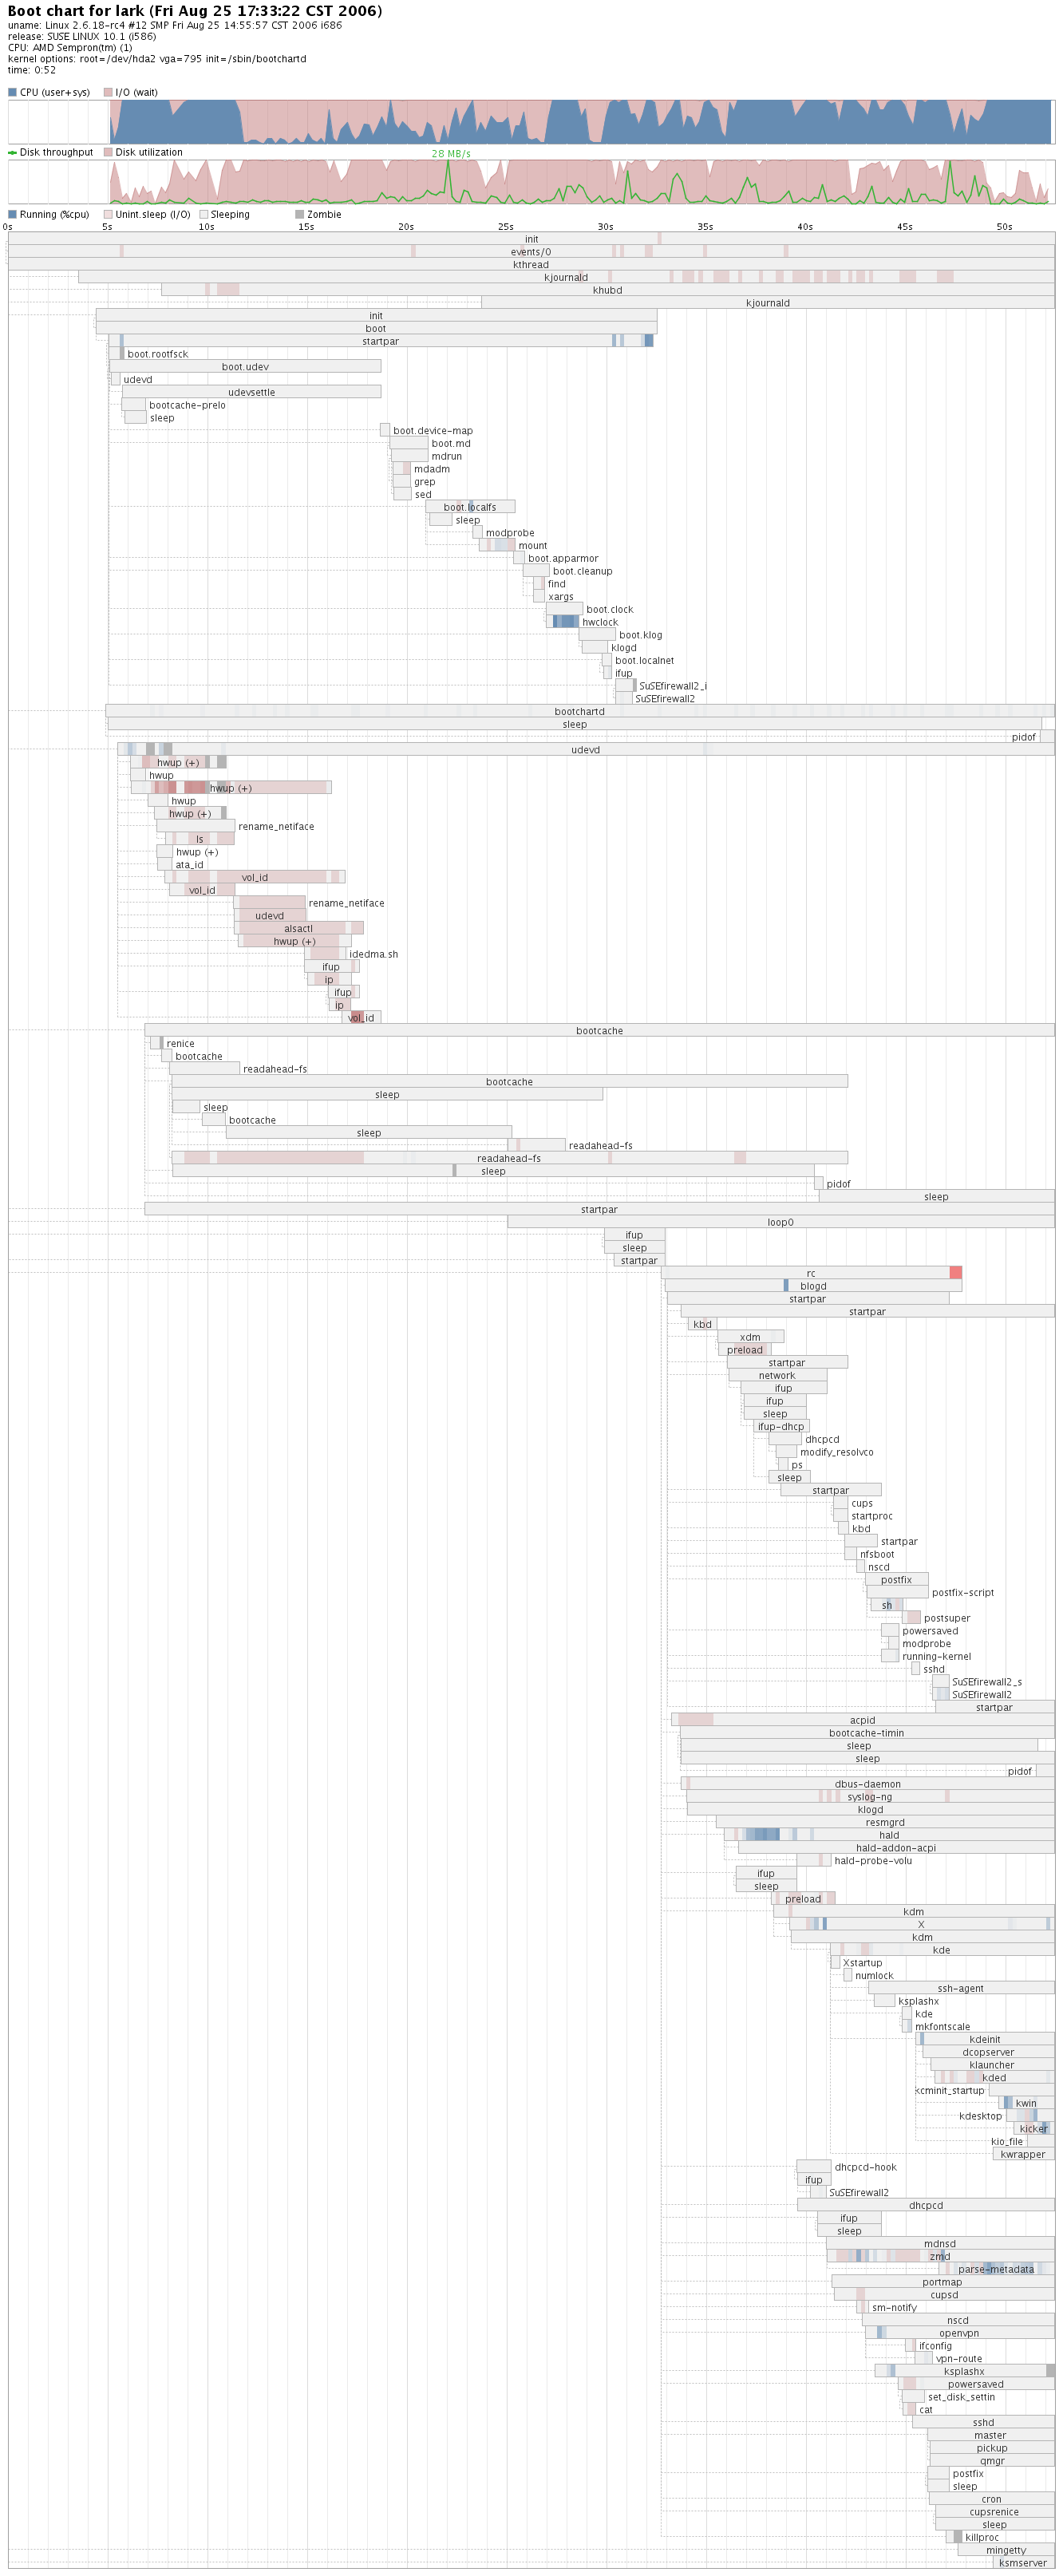 Boot chart for lark (Fri Aug 25 17:33:22 CST 2006)
uname: Linux 2.6.18-rc4 #12 SMP Fri Aug 25 14:55:57 CST 2006 i686
release: SUSE LINUX 10.1 (i586)
CPU: AMD Sempron(tm) (1)
kernel options: root=/dev/hda2 vga=795 init=/sbin/bootchartd
time: 0:52
CPU (user+sys) I/O (wait)
Disk throughput Disk utilization 28 MB/s
Running (%cpu) Unint.sleep (I/O) Sleeping Zombie
0s 5s 10s 15s 20s 25s 30s 35s 40s 45s 50s
init
events/0
kthread
kjournald
khubd
kjournald
init
boot
startpar
boot.rootfsck
boot.udev
udevd
udevsettle
bootcache-prelo
sleep
boot.device-map
boot.md
mdrun
mdadm
grep
sed
boot.localfs
sleep
modprobe
mount
boot.apparmor
boot.cleanup
find
xargs
boot.clock
hwclock
boot.klog
klogd
boot.localnet
ifup
SuSEfirewall2_i
SuSEfirewall2
bootchartd
sleep
pidof
udevd
hwup (+)
hwup
hwup (+)
hwup
hwup (+)
rename_netiface
ls
hwup (+)
ata_id
vol_id
vol_id
rename_netiface
udevd
alsactl
hwup (+)
idedma.sh
ifup
ip
ifup
ip
vol_id
bootcache
renice
bootcache
readahead-fs
bootcache
sleep
sleep
bootcache
sleep
readahead-fs
readahead-fs
sleep
pidof
sleep
startpar
loop0
ifup
sleep
startpar
rc
blogd
startpar
startpar
kbd
xdm
preload
startpar
network
ifup
ifup
sleep
ifup-dhcp
dhcpcd
modify_resolvco
ps
sleep
startpar
cups
startproc
kbd
startpar
nfsboot
nscd
postfix
postfix-script
sh
postsuper
powersaved
modprobe
running-kernel
sshd
SuSEfirewall2_s
SuSEfirewall2
startpar
acpid
bootcache-timin
sleep
sleep
pidof
dbus-daemon
syslog-ng
klogd
resmgrd
hald
hald-addon-acpi
hald-probe-volu
ifup
sleep
preload
kdm
X
kdm
kde
Xstartup
numlock
ssh-agent
ksplashx
kde
mkfontscale
kdeinit
dcopserver
klauncher
kded
kcminit_startup
kwin
kdesktop
kicker
kio_file
kwrapper
dhcpcd-hook
ifup
SuSEfirewall2
dhcpcd
ifup
sleep
mdnsd
zmd
parse-metadata
portmap
cupsd
sm-notify
nscd
openvpn
ifconfig
vpn-route
ksplashx
powersaved
set_disk_settin
cat
sshd
master
pickup
qmgr
postfix
sleep
cron
cupsrenice
sleep
killproc
mingetty
ksmserver